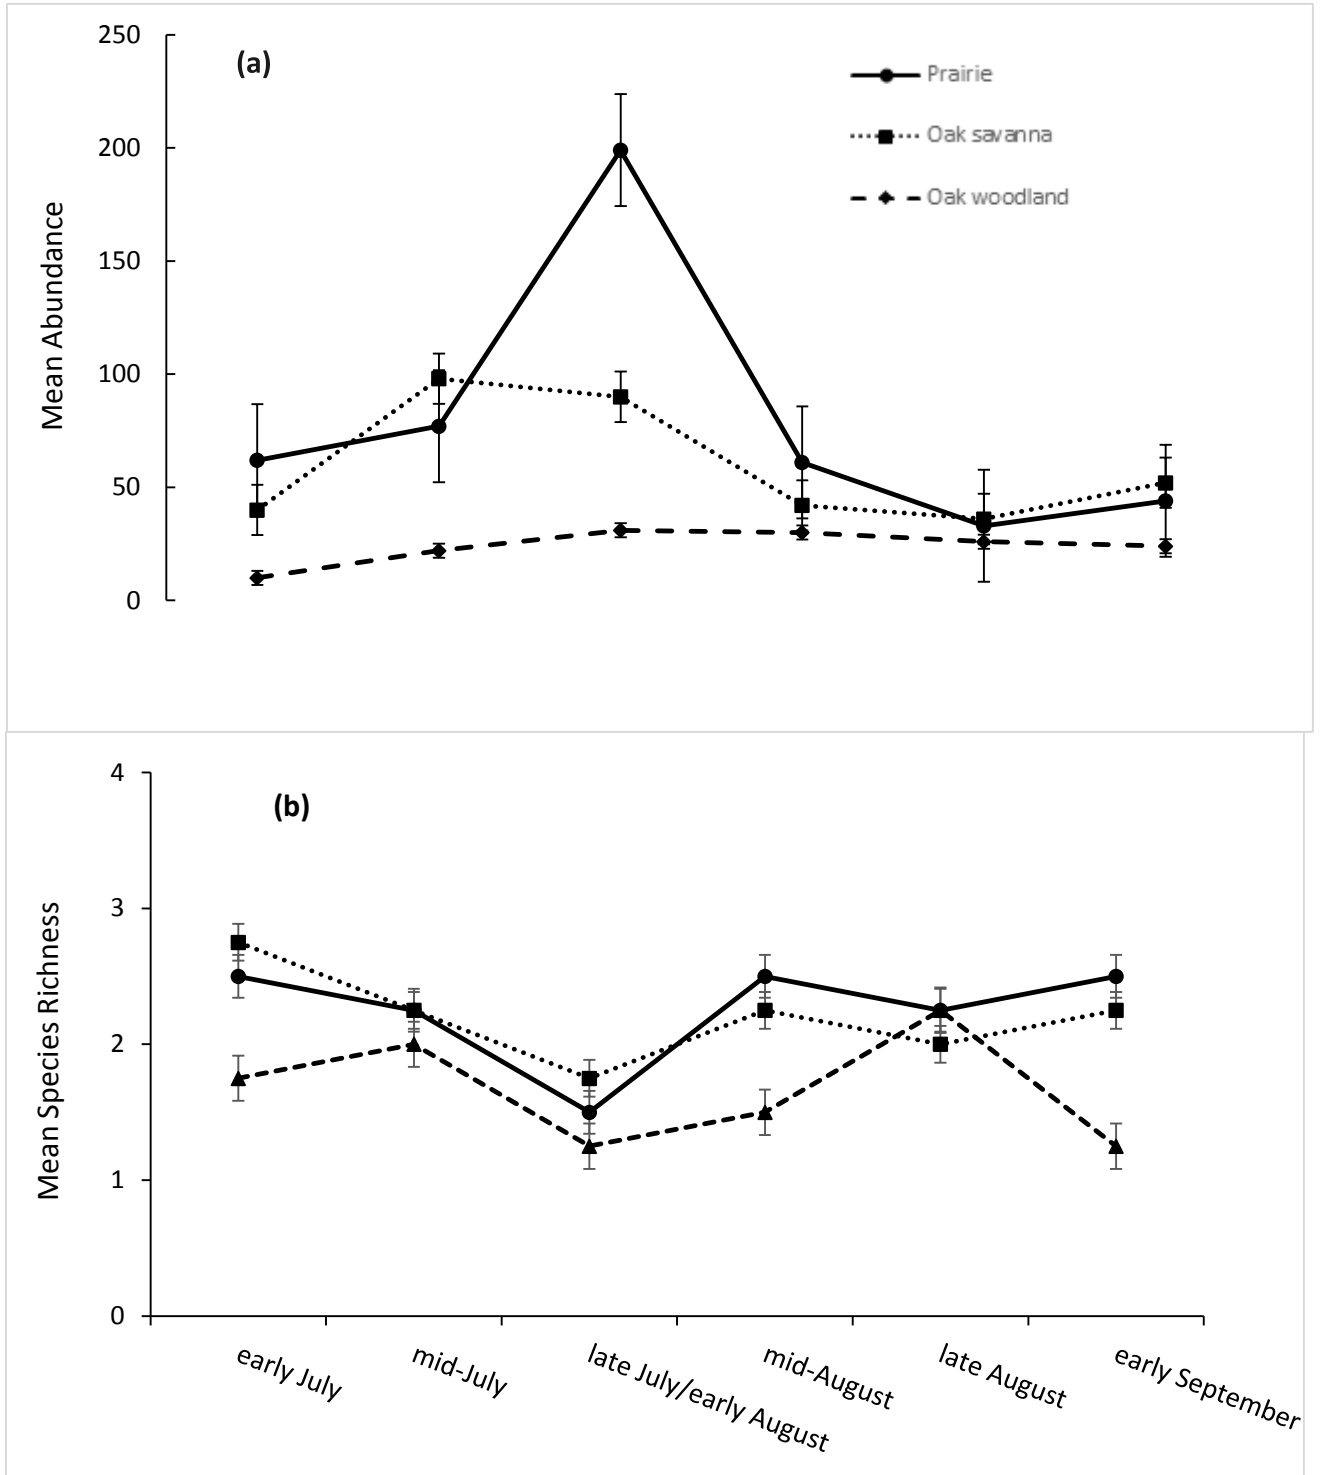 250
(a)
Prairie
200
Oak savanna
Oak woodland
150
Mean Abundance
100
50
0
4
(b)
3
Mean Species Richness
2
1
0
early July
mid-July
late July/early August
mid-August
late August
early September